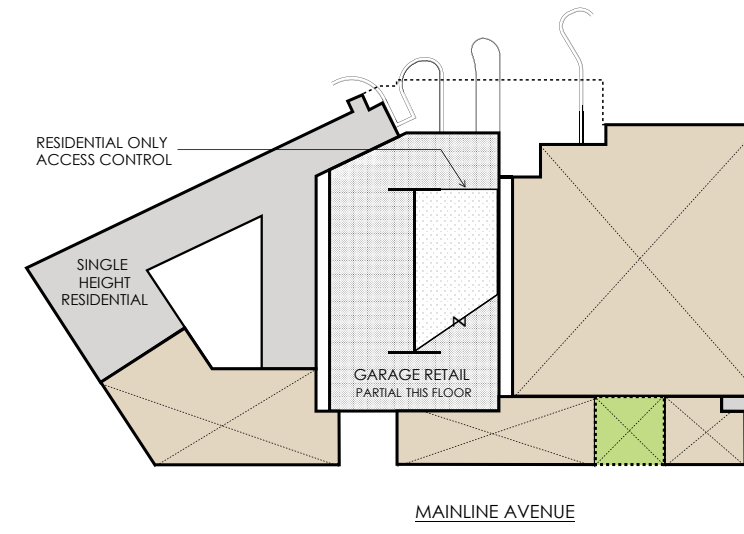 RESIDENTIAL ONLY
ACCESS CONTROL
SINGLE
HEIGHT
RESIDENTIAL
GARAGE RETAIL
PARTIAL THIS FLOOR
MAINLINE AVENUE